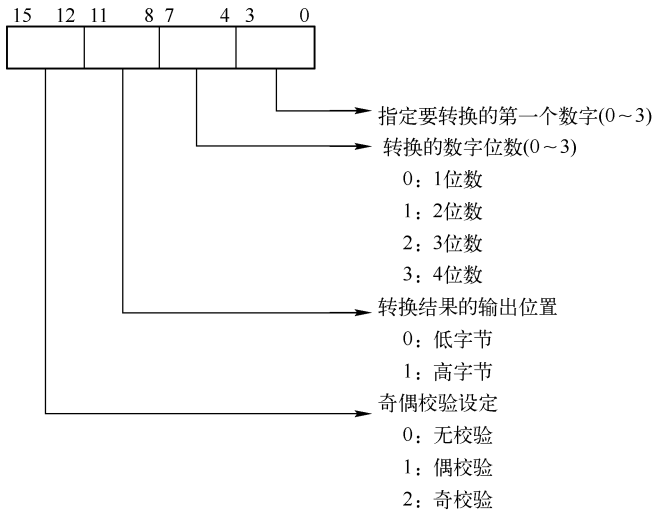 15 12 11 8 7 4 3 0
指定要转换的第一个数字(0～3)
转换的数字位数(0～3)
0：1位数
1：2位数
2：3位数
3：4位数
转换结果的输出位置
0：低字节
1：高字节
奇偶校验设定
0：无校验
1：偶校验
2：奇校验